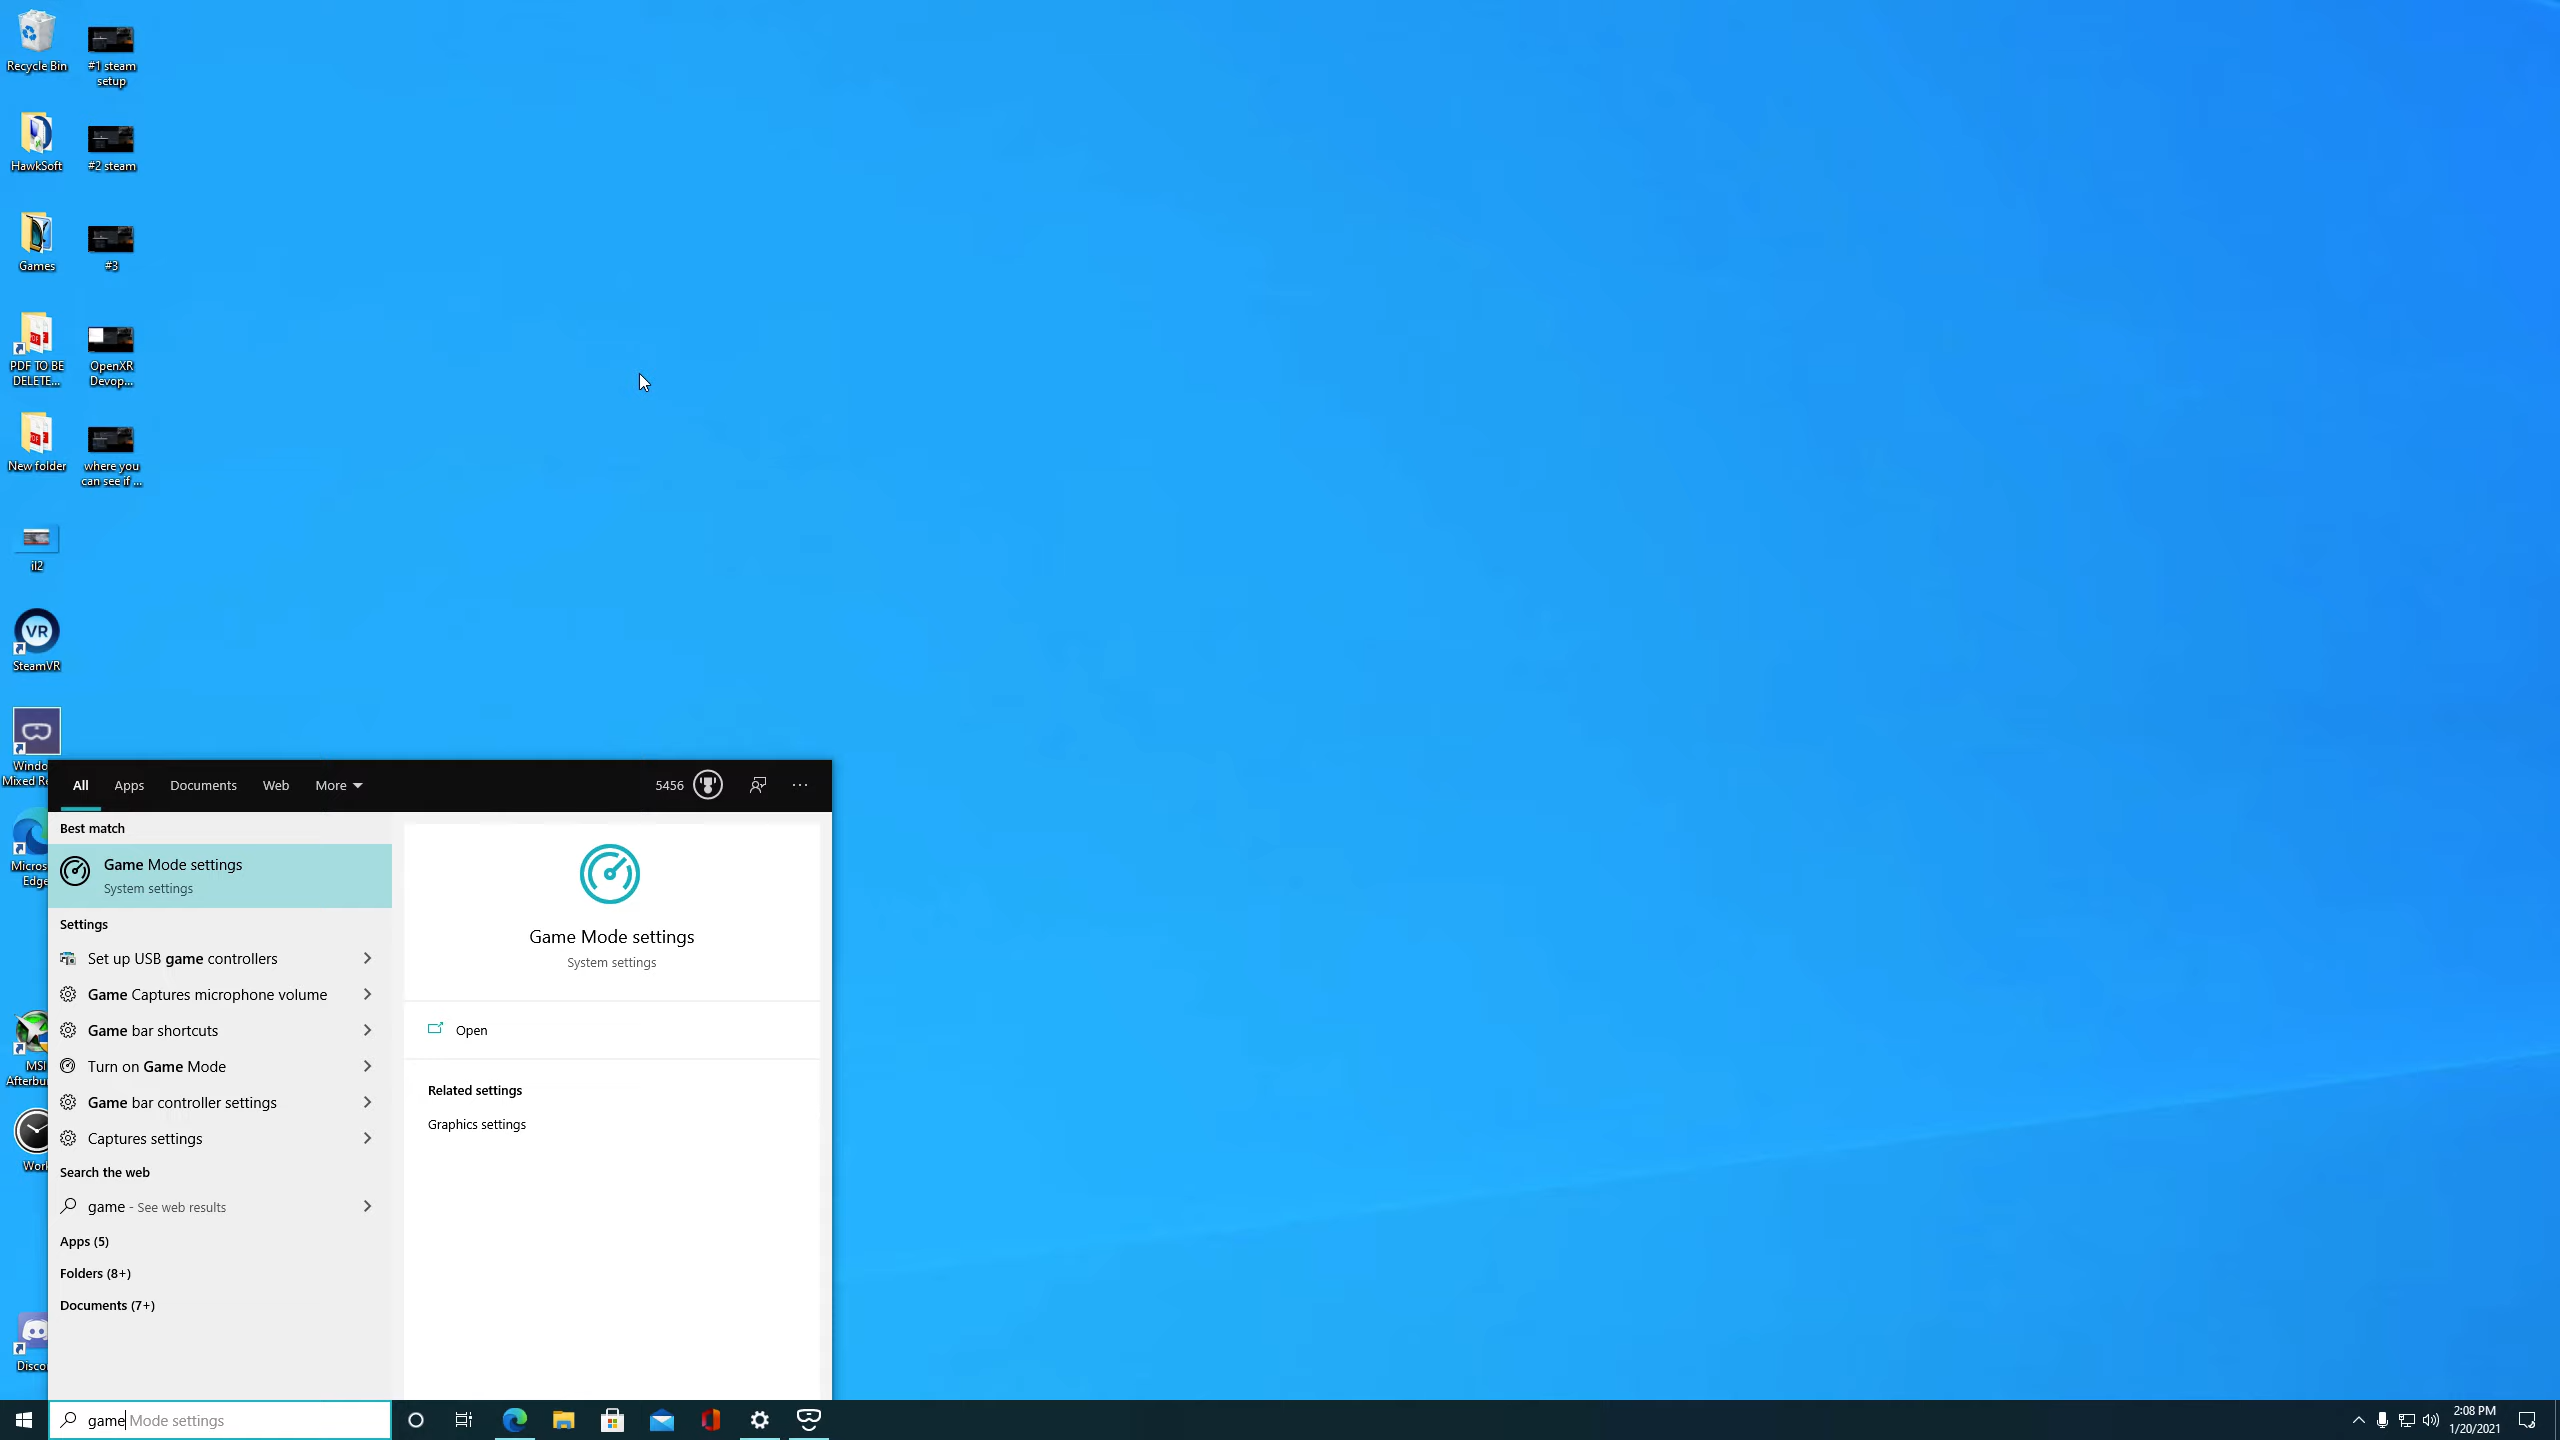 Recycle Bin
#1 steam
setup
HawkSoft
#2 steam
Games
#3
PDF TO BE
DELETE...
OpenXR
Devop...
New folder
where you
can see if ...
il2
VR
SteamVR
Windo
Mixed Re
Micros
Edge
MSI
Afterbu
Work
Disco
All
Apps
Documents
Web
More
5456
...
Best match
Game Mode settings
System settings
Settings
Set up USB game controllers
Game Captures microphone volume
Game bar shortcuts
Turn on Game Mode
Game bar controller settings
Captures settings
Search the web
game - See web results
Apps (5)
Folders (8+)
Documents (7+)
Game Mode settings
System settings
Open
Related settings
Graphics settings
game Mode settings
2:08 PM
1/20/2021